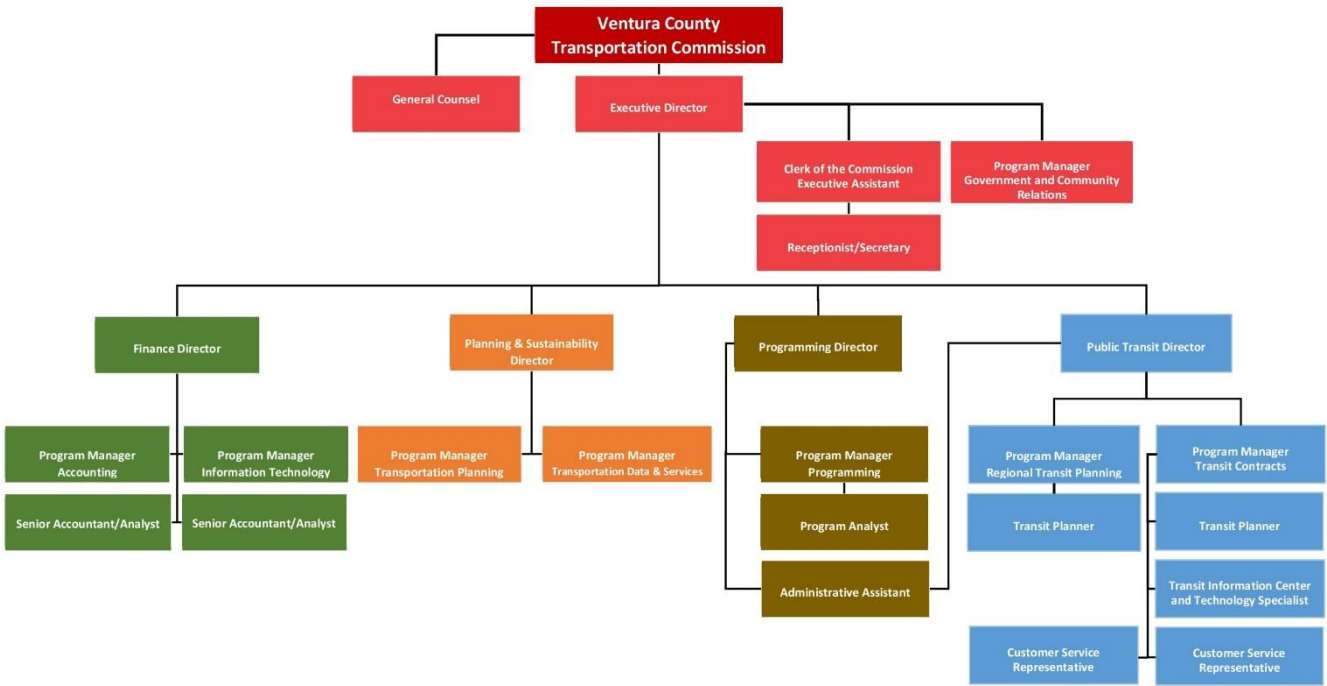 Ventura County
Transportation Commission
General Counsel
Executive Director
Clerk of the Commission
Executive Assistant
Program Manager
Government and Community
Relations
Receptionist/Secretary
Finance Director
Planning & Sustainability
Director
Programming Director
Public Transit Director
Program Manager
Accounting
Program Manager
Information Technology
Program Manager
Transportation Planning
Program Manager
Transportation Data & Services
Program Manager
Programming
Program Manager
Regional Transit Planning
Program Manager
Transit Contracts
Senior Accountant/Analyst
Senior Accountant/Analyst
Program Analyst
Transit Planner
Transit Planner
Administrative Assistant
Transit Information Center
and Technology Specialist
Customer Service
Representative
Customer Service
Representative